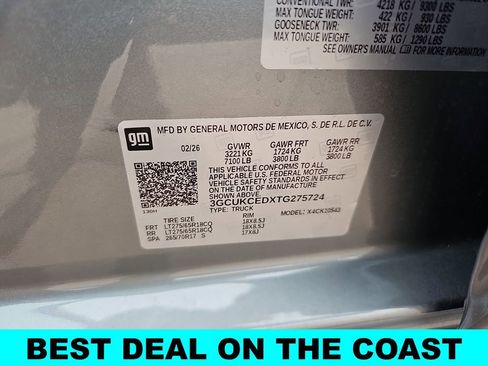 CONVENTIONAL TWR: 4218 KG / 9300 LBS
MAX TONGUE WEIGHT: 422 KG / 930 LBS
GOOSENECK TWR: 3901 KG / 8600 LBS
MAX TONGUE WEIGHT: 585 KG / 1290 LBS
SEE OWNER'S MANUAL FOR MORE INFORMATION
gm
MFD BY GENERAL MOTORS DE MEXICO, S. DE R.L. DE C.V.
02/26 GVWR GAWR FRT GAWR RR
3221 KG 1724 KG 1724 KG
7100 LB 3800 LB 3800 LB
THIS VEHICLE CONFORMS TO ALL
APPLICABLE U.S. FEDERAL MOTOR
VEHICLE SAFETY STANDARDS IN EFFECT ON
THE DATE OF MANUFACTURE SHOWN ABOVE.
3GCUKCEDXTG275724
TYPE: TRUCK MODEL: X4CK10543
TIRE SIZE RIM
FRT LT275/65R18CQ 18X8.5J
RR LT275/65R18CQ 18X8.5J
SPA 265/70R17 S 17X8J
BEST DEAL ON THE COAST